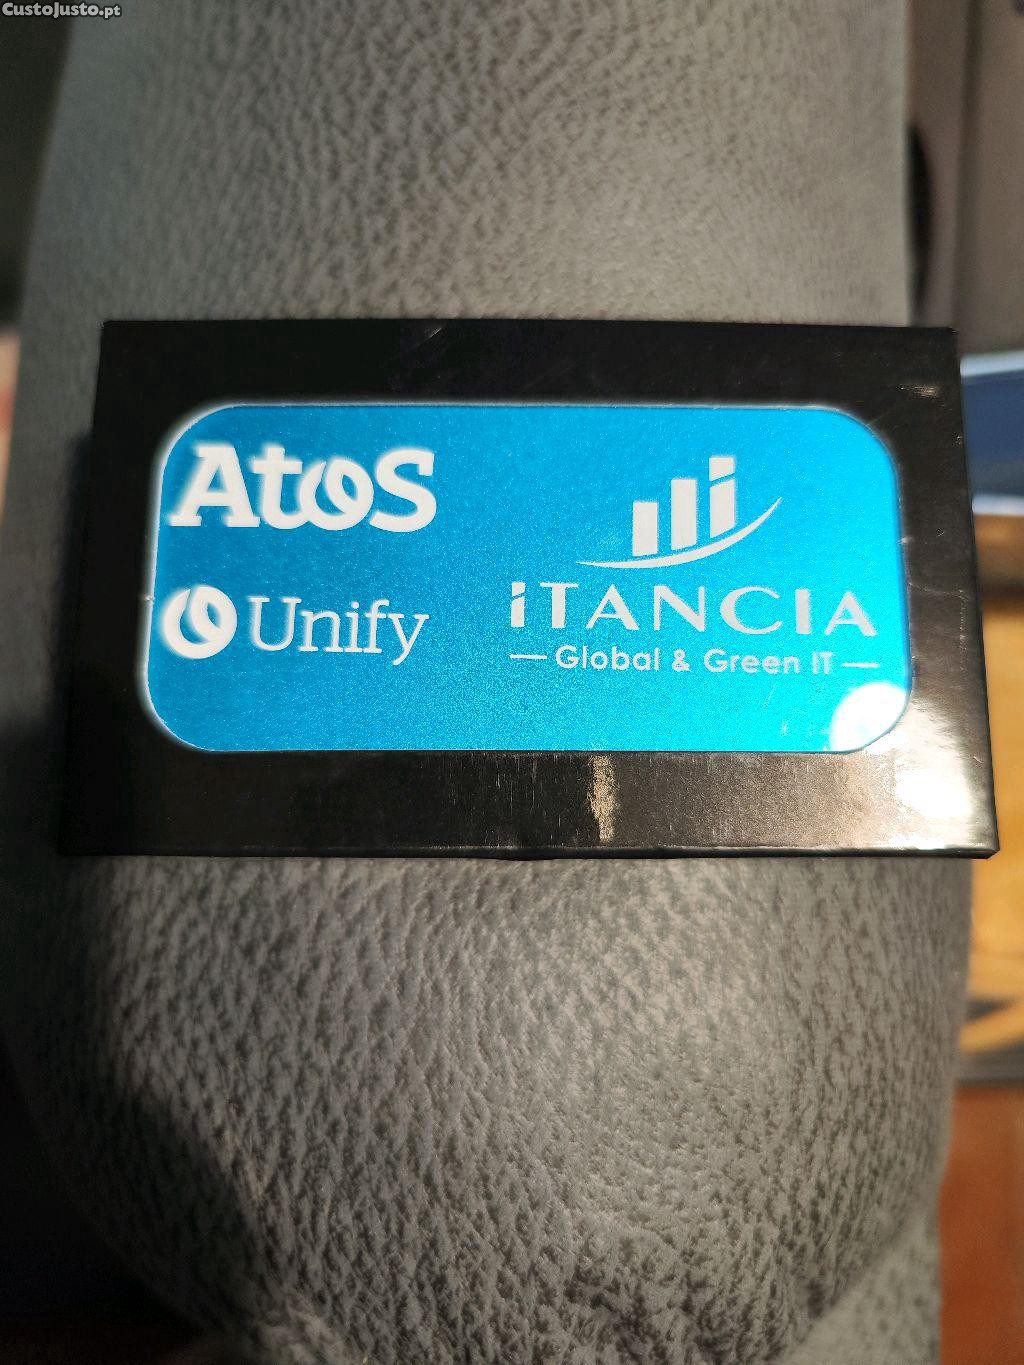 CustoJusto.pt
Atos
Unify
iTANCIA
Global & Green IT